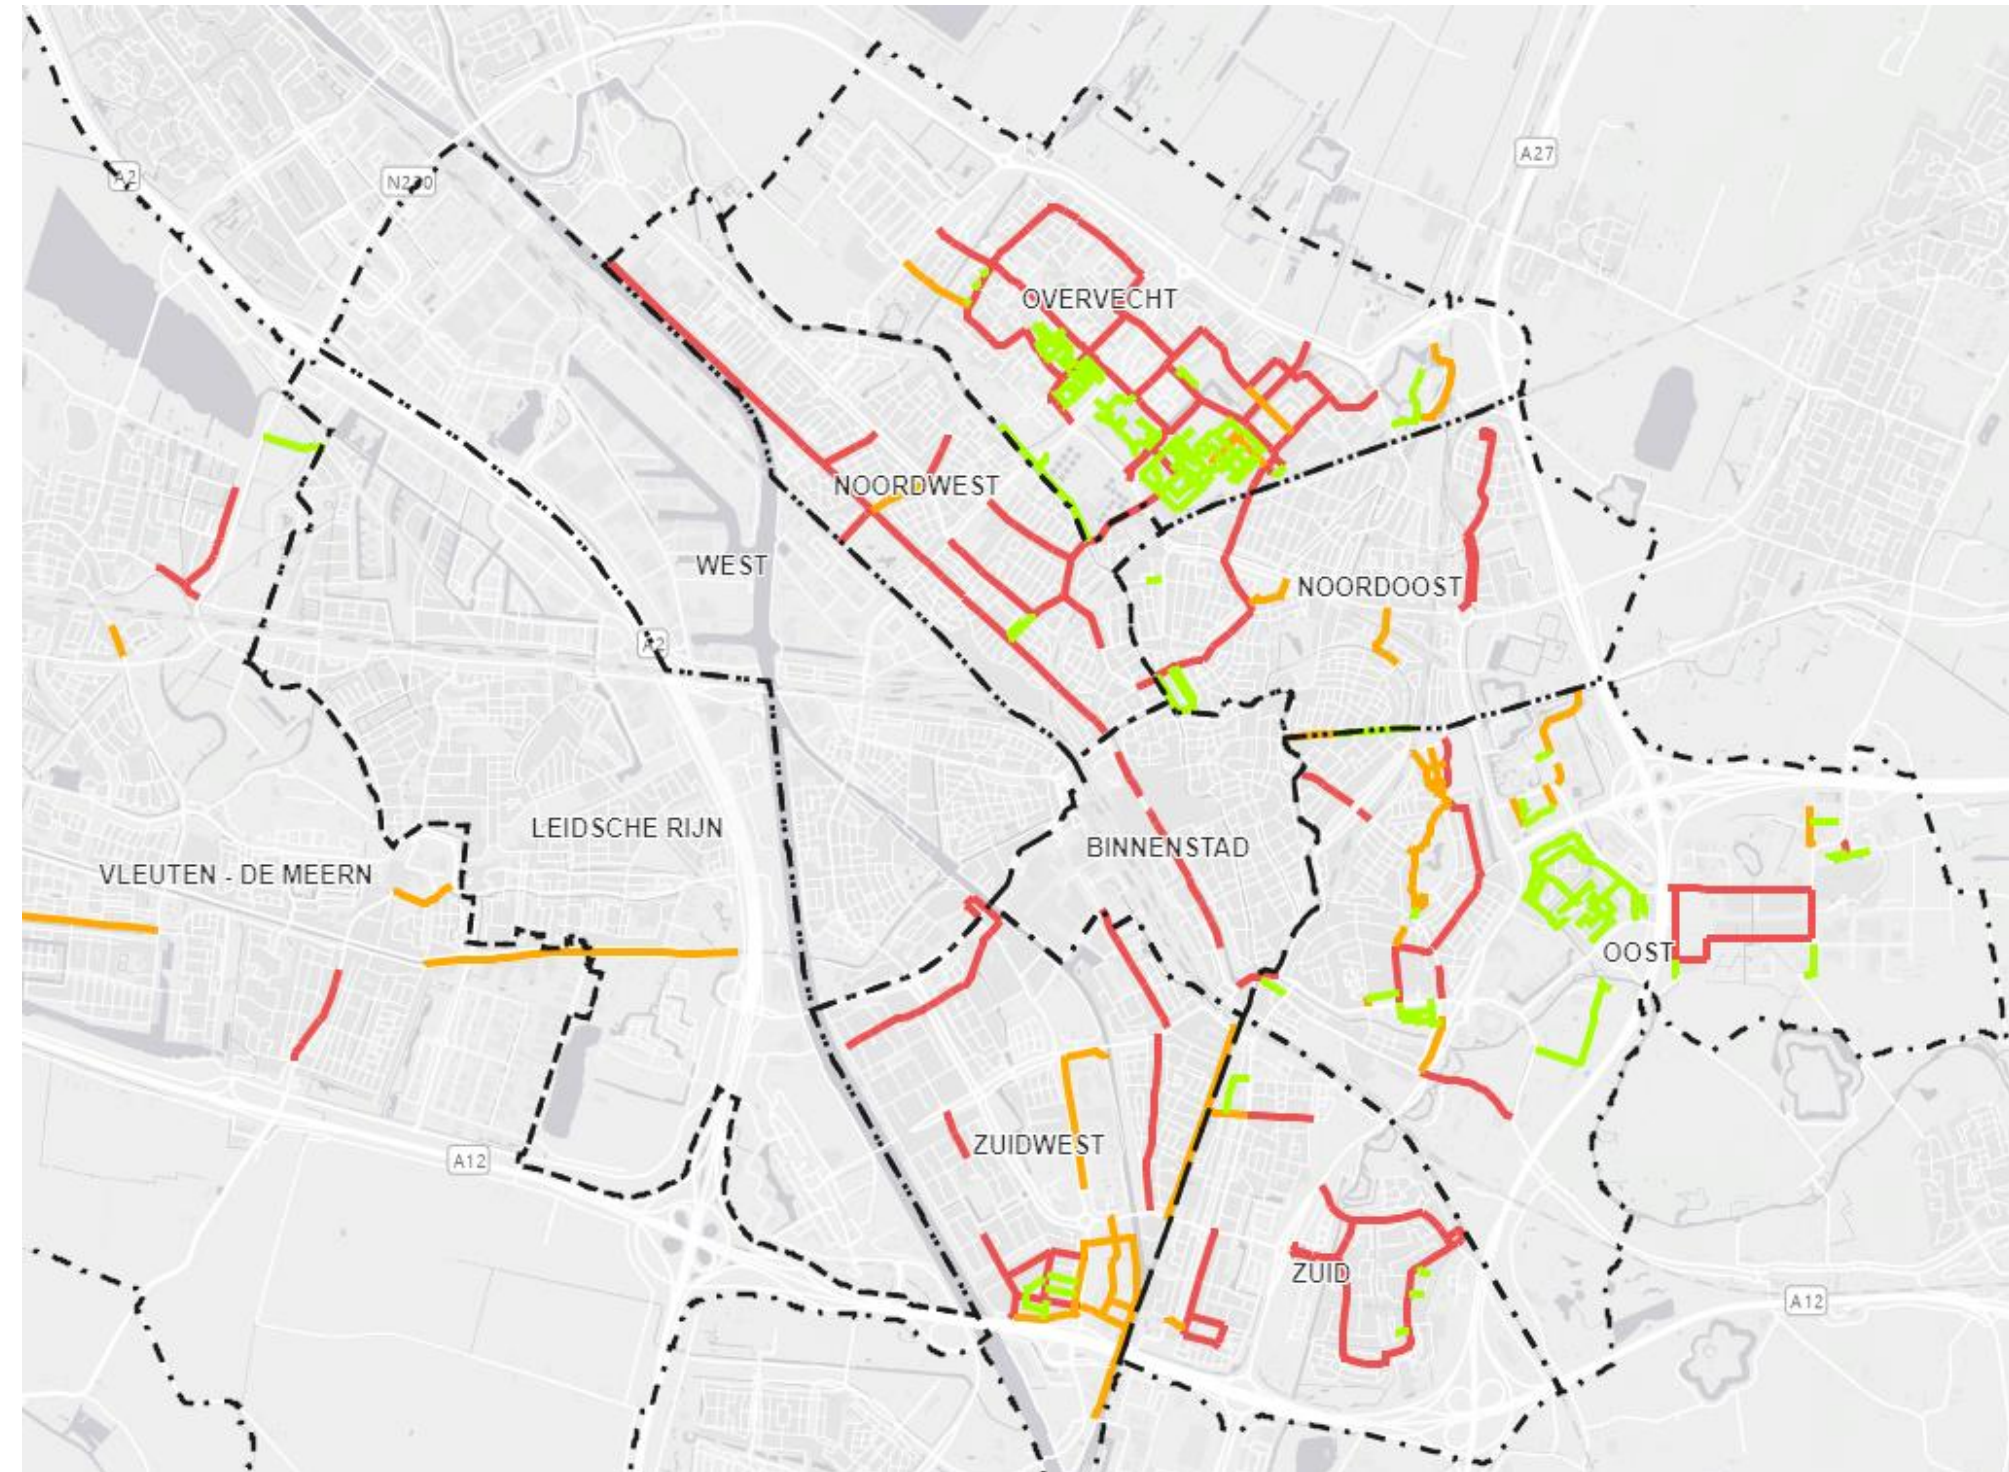 A27
A2
N230
OVERVECHT
NOORDWEST
WEST
NOORDOOST
A2
LEIDSCHE RIJN
BINNENSTAD
VLEUTEN - DE MEERN
OOST
ZUIDWEST
A12
ZUID
A12